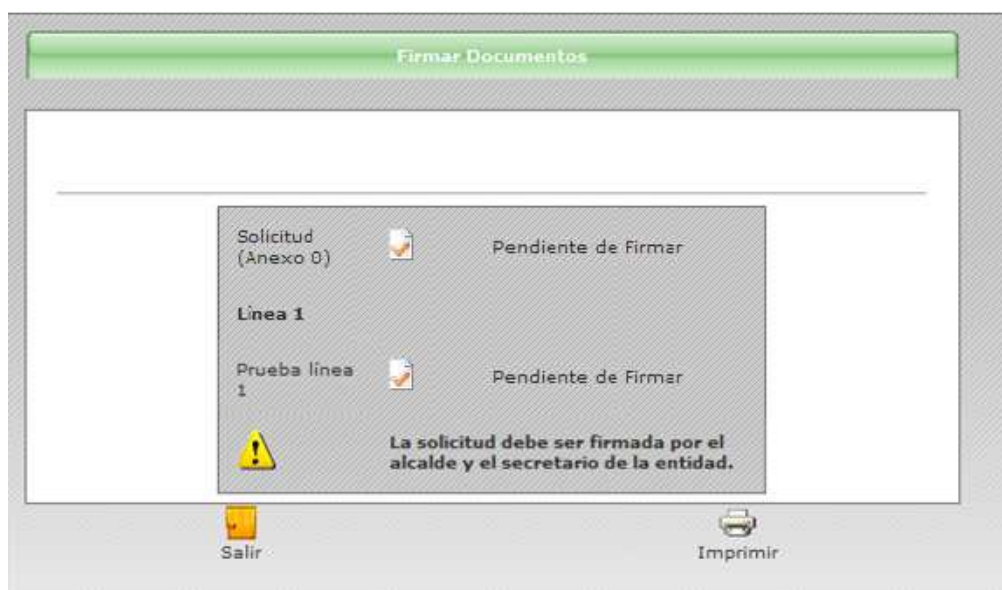 Firmar Documentos
Solicitud
(Anexo 0)
Pendiente de Firmar
Línea 1
Prueba línea
1
Pendiente de Firmar
La solicitud debe ser firmada por el
alcalde y el secretario de la entidad.
Salir
Imprimir